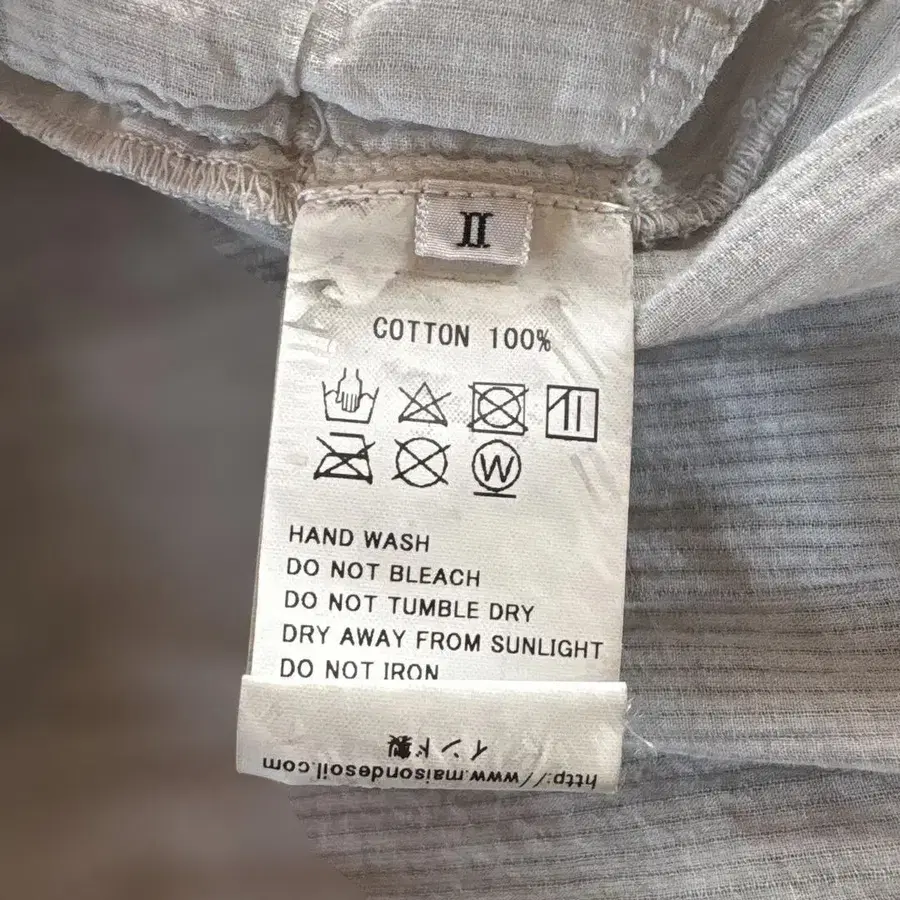 II
COTTON 100%
W
HAND WASH
DO NOT BLEACH
DO NOT TUMBLE DRY
DRY AWAY FROM SUNLIGHT
DO NOT IRON
インド製
http://www.maisondesoil.com